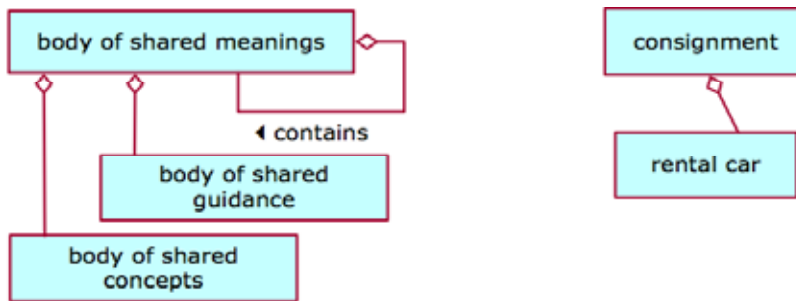 body of shared meanings
consignment
◀ contains
rental car
body of shared
guidance
body of shared
concepts